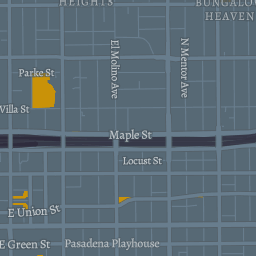 HEIGHTS
BUNGALO
HEAVEN
El Molino Ave
N Mentor Ave
Parke St
Villa St
Maple St
Locust St
E Union St
E Green St
Pasadena Playhouse